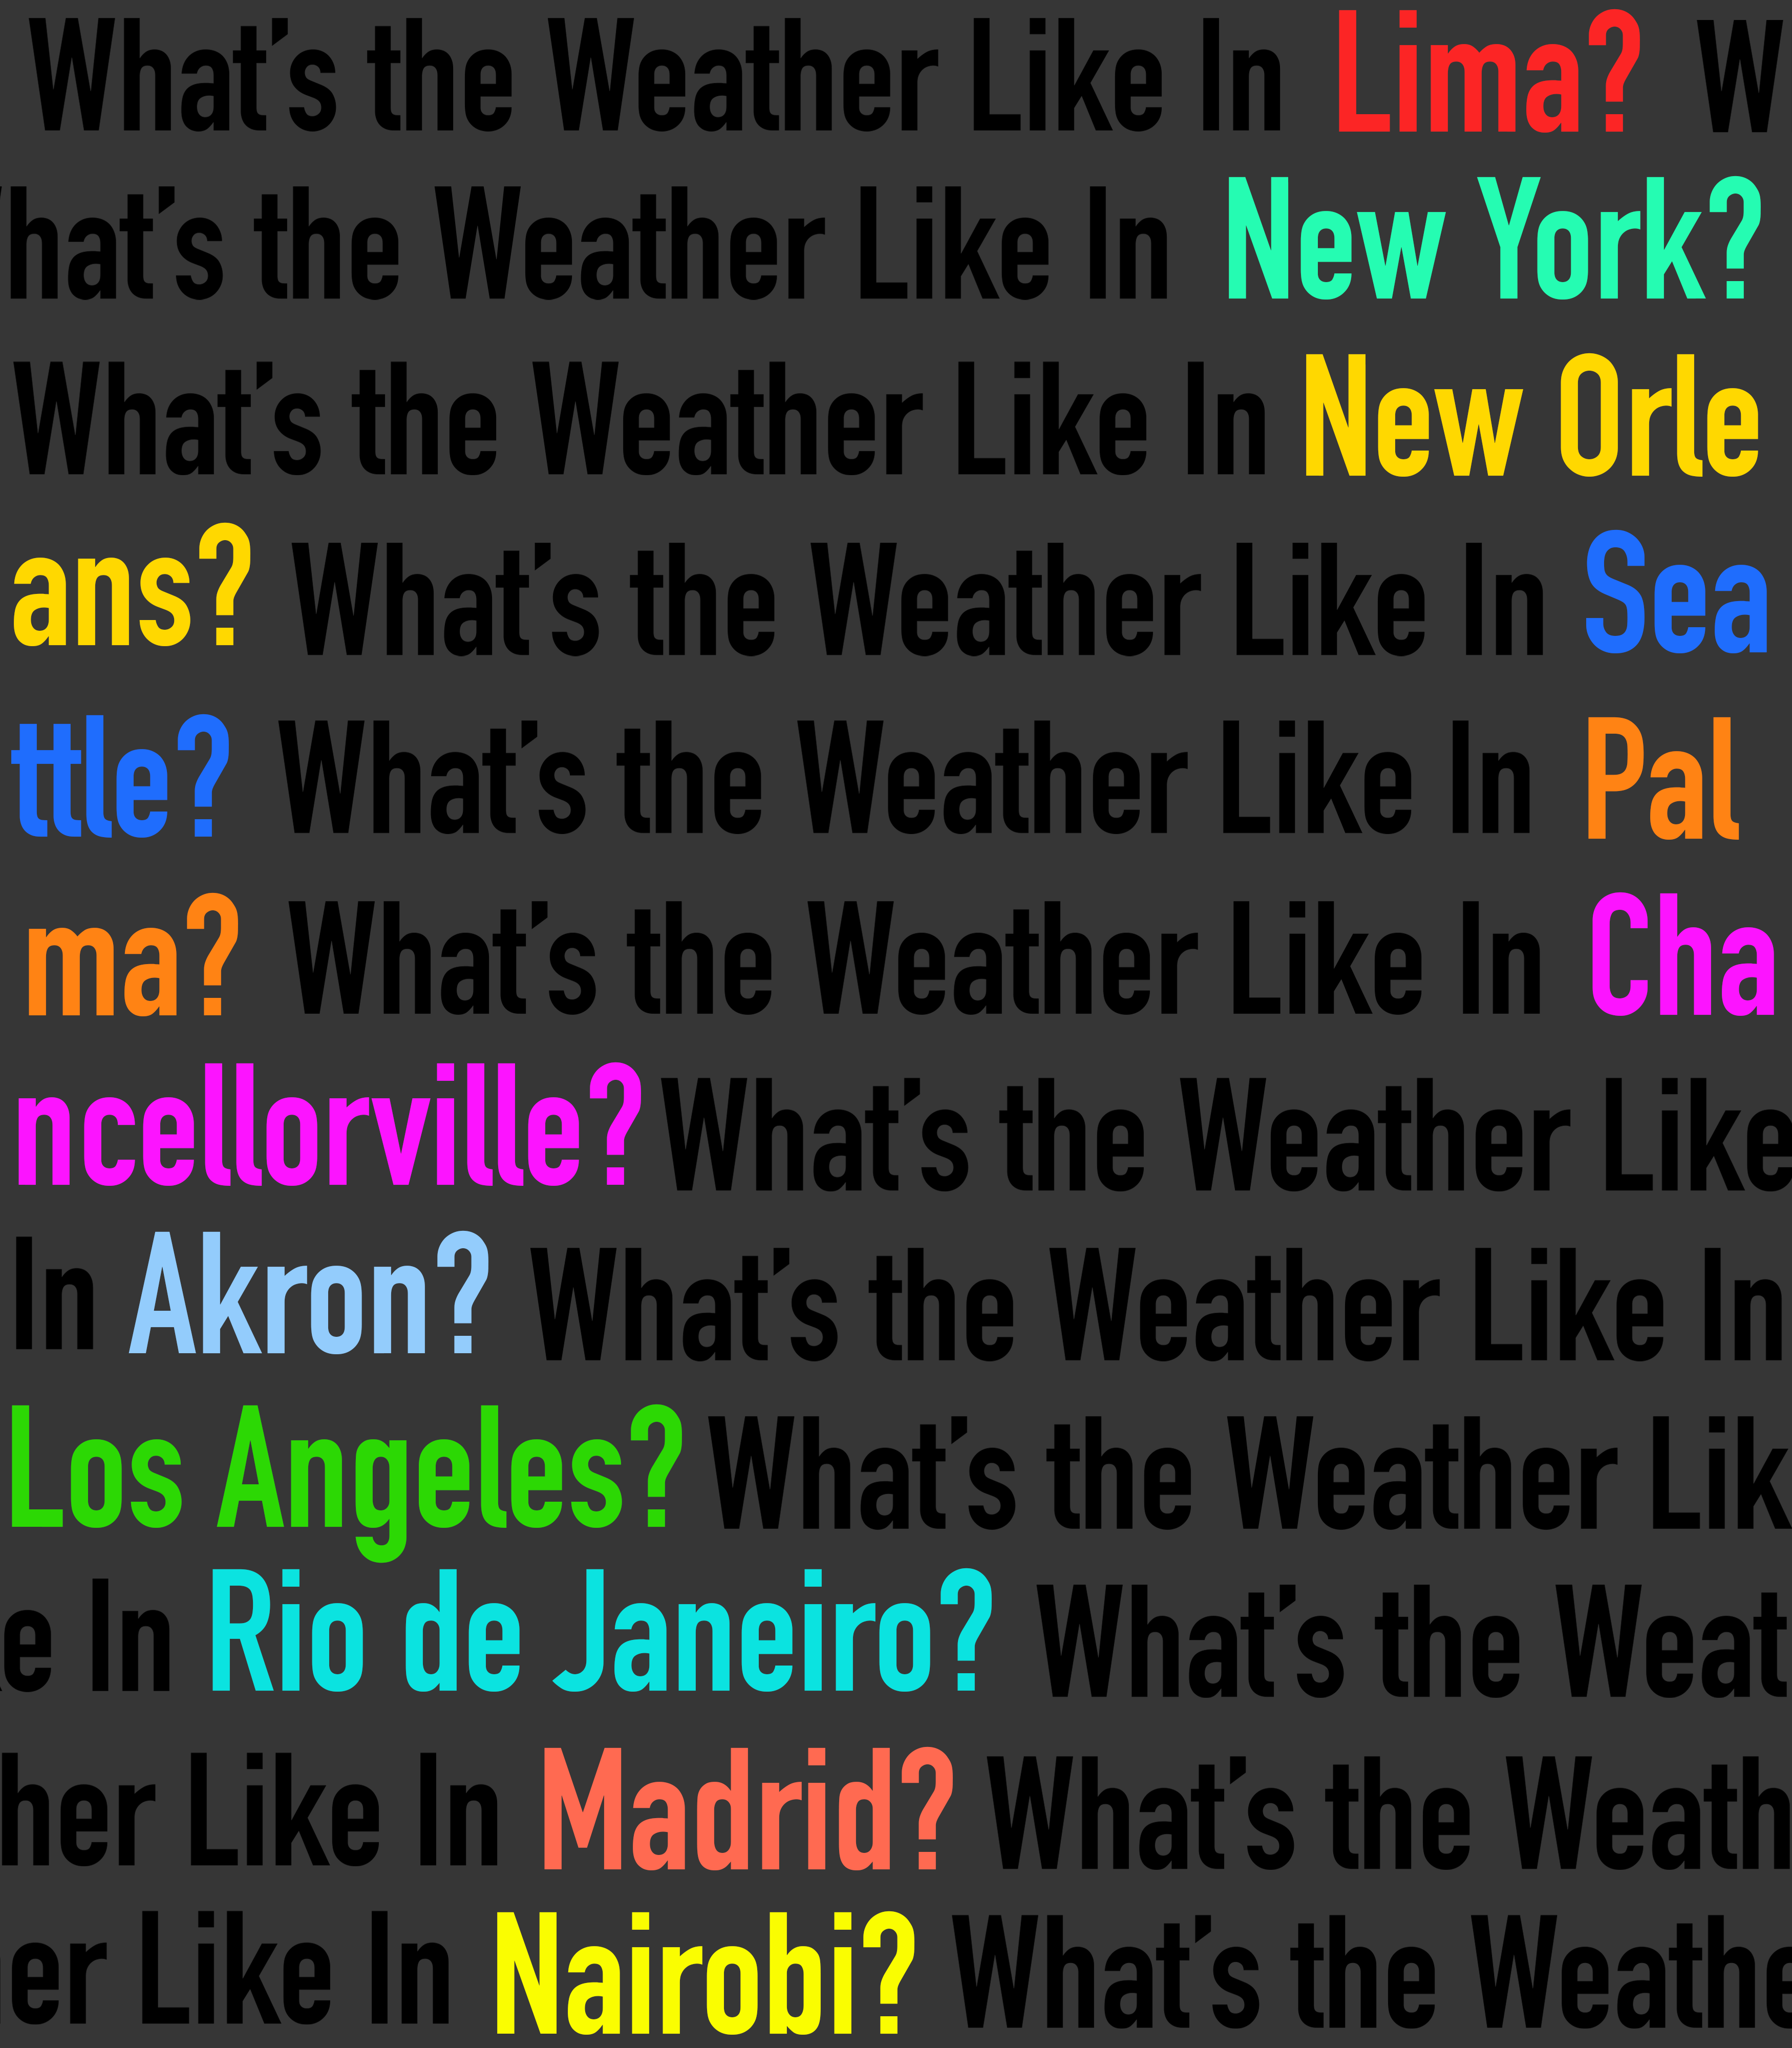 What's the Weather Like In Lima? W
hat's the Weather Like In New York?
What's the Weather Like In New Orle
ans? What's the Weather Like In Sea
ttle? What's the Weather Like In Pal
ma? What's the Weather Like In Cha
ncellorville? What's the Weather Like
In Akron? What's the Weather Like In
Los Angeles? What's the Weather Lik
e In Rio de Janeiro? What's the Weat
her Like In Madrid? What's the Weath
er Like In Nairobi? What's the Weathe